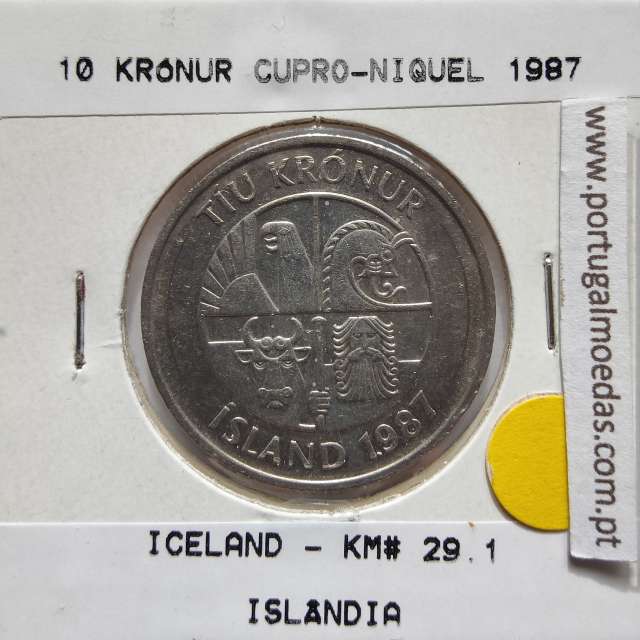 10 KRÓNUR CUPRO-NIQUEL 1987
TÍU KRÓNUR
ÍSLAND 1987
www.portugalmoedas.com.pt
ICELAND - KM# 29.1
ISLÂNDIA